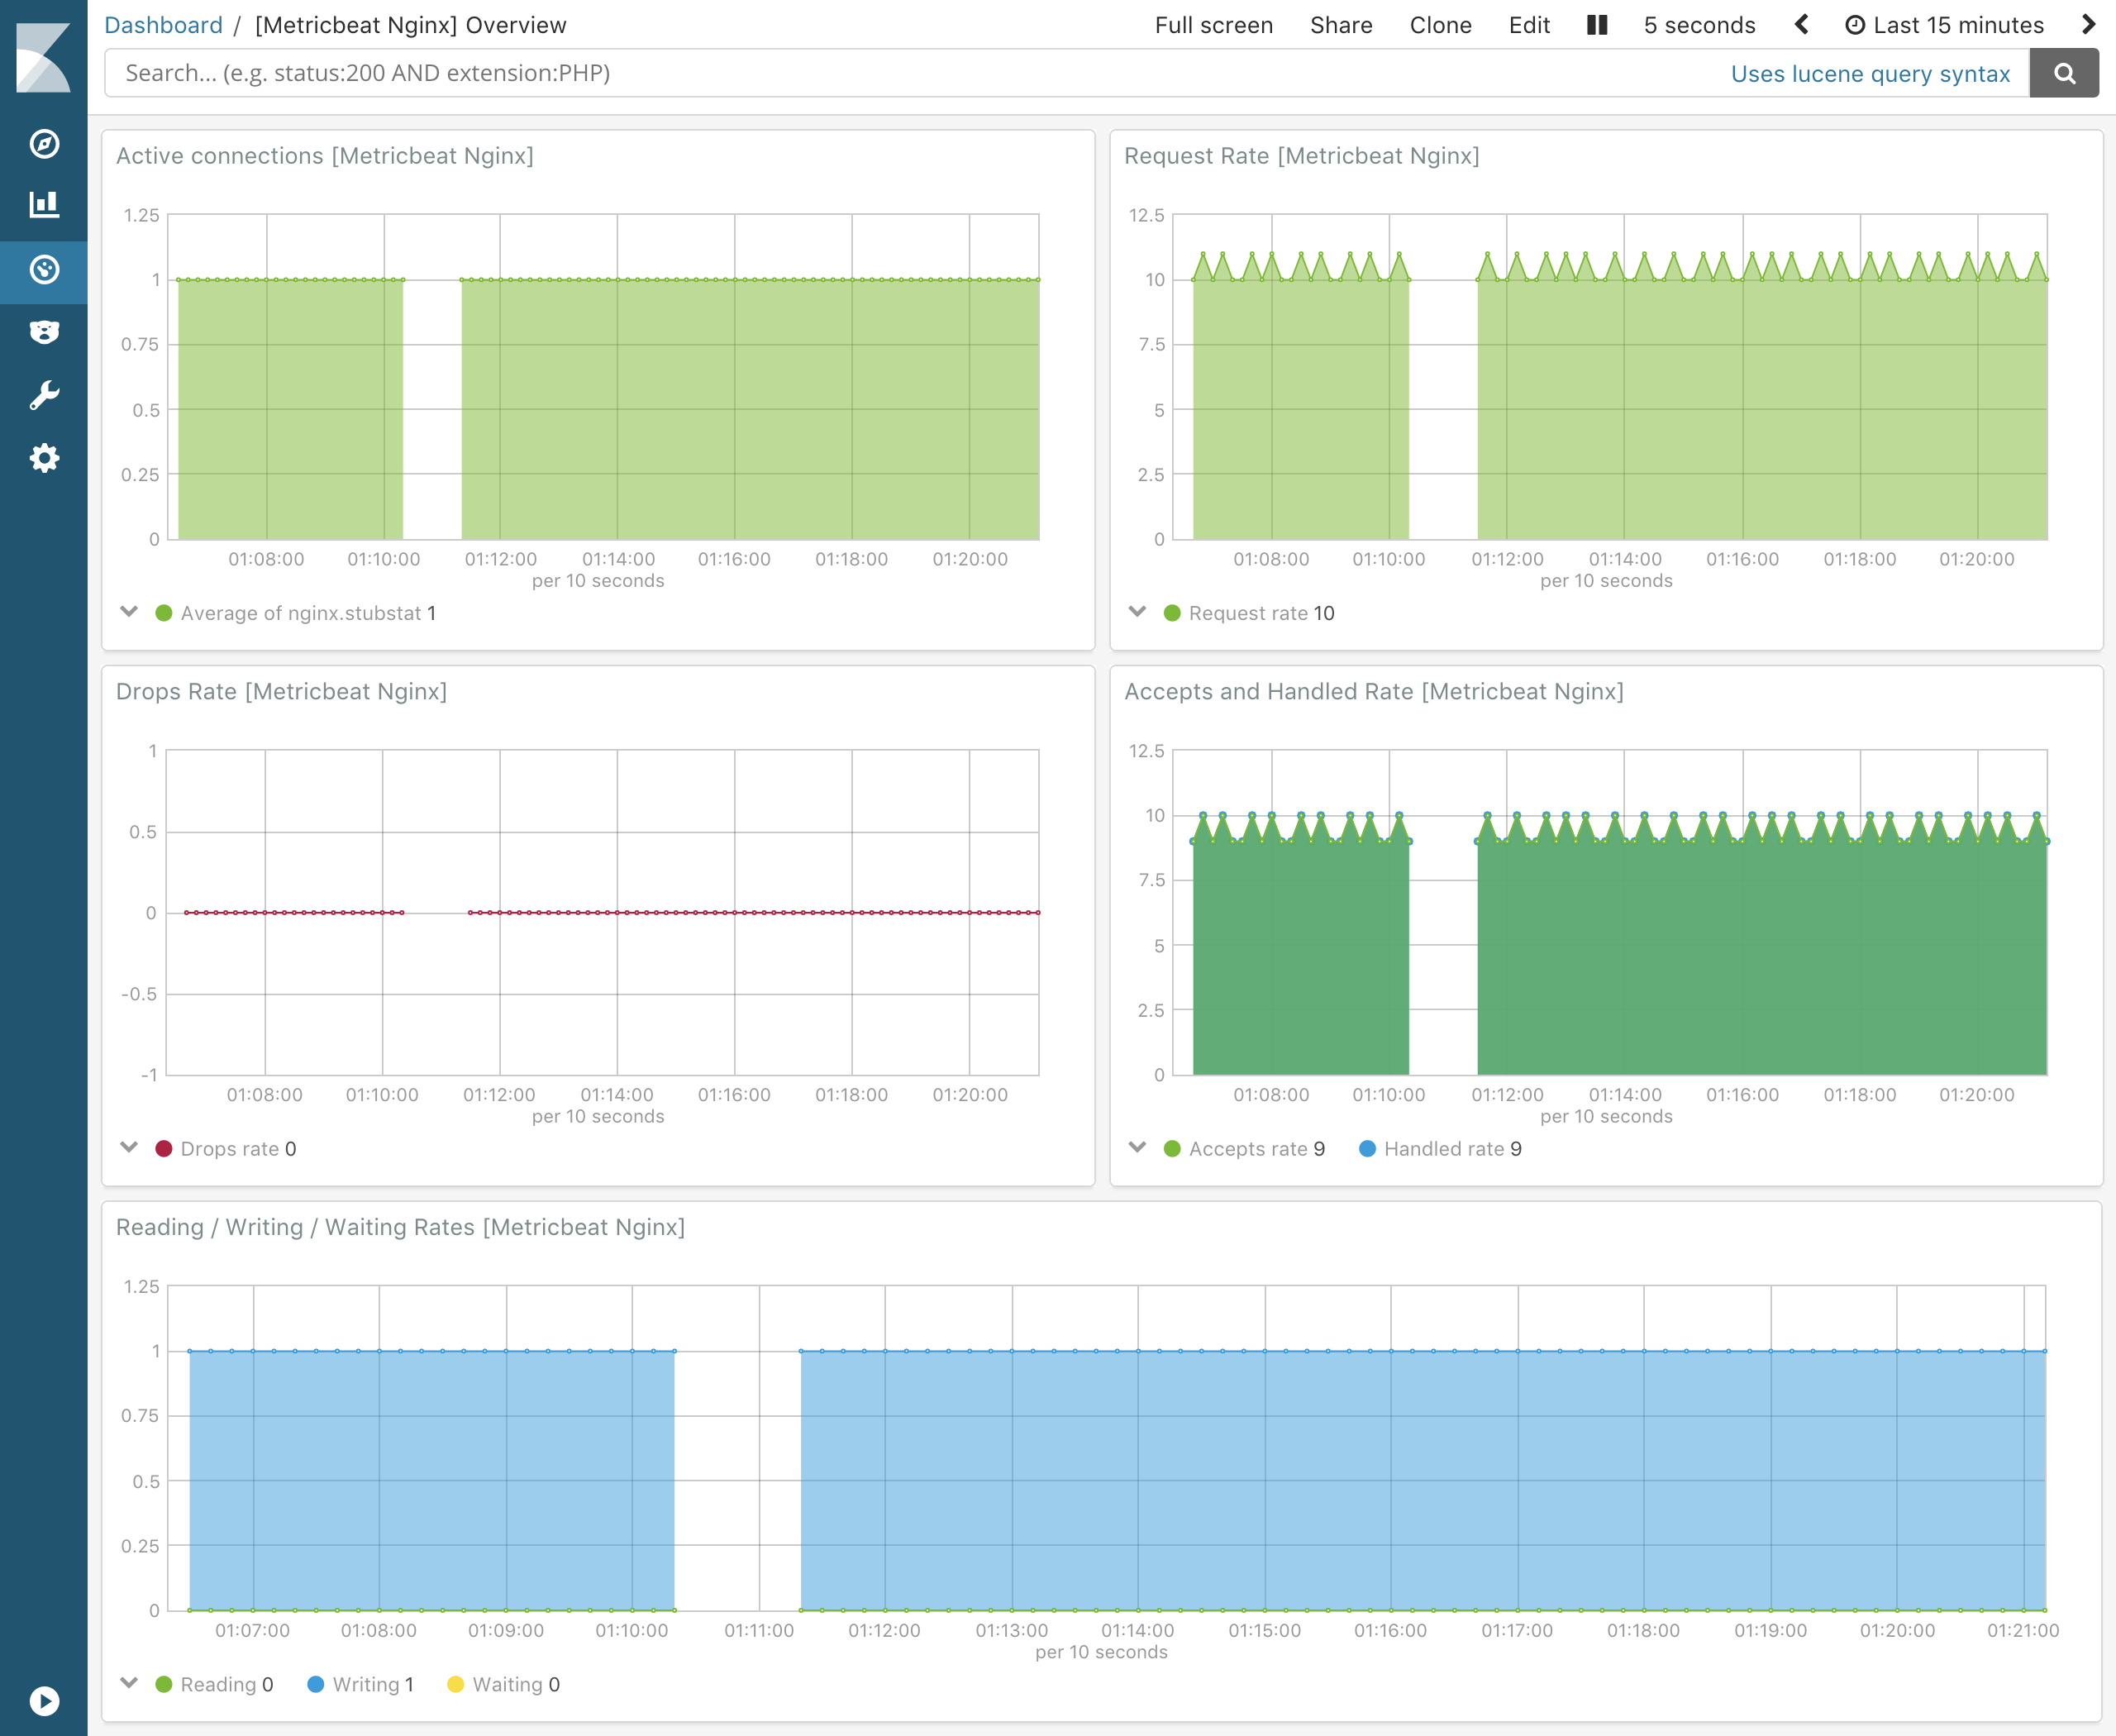 Dashboard / [Metricbeat Nginx] Overview
Full screen Share Clone Edit 5 seconds Last 15 minutes
Search... (e.g. status:200 AND extension:PHP)
Uses lucene query syntax
Active connections [Metricbeat Nginx]
1.25
1
0.75
0.5
0.25
0
01:08:00 01:10:00 01:12:00 01:14:00 01:16:00 01:18:00 01:20:00
per 10 seconds
Average of nginx.stubstat 1
Request Rate [Metricbeat Nginx]
12.5
10
7.5
5
2.5
0
01:08:00 01:10:00 01:12:00 01:14:00 01:16:00 01:18:00 01:20:00
per 10 seconds
Request rate 10
Drops Rate [Metricbeat Nginx]
1
0.5
0
-0.5
-1
01:08:00 01:10:00 01:12:00 01:14:00 01:16:00 01:18:00 01:20:00
per 10 seconds
Drops rate 0
Accepts and Handled Rate [Metricbeat Nginx]
12.5
10
7.5
5
2.5
0
01:08:00 01:10:00 01:12:00 01:14:00 01:16:00 01:18:00 01:20:00
per 10 seconds
Accepts rate 9 Handled rate 9
Reading / Writing / Waiting Rates [Metricbeat Nginx]
1.25
1
0.75
0.5
0.25
0
01:07:00 01:08:00 01:09:00 01:10:00 01:11:00 01:12:00 01:13:00 01:14:00 01:15:00 01:16:00 01:17:00 01:18:00 01:19:00 01:20:00 01:21:00
per 10 seconds
Reading 0 Writing 1 Waiting 0